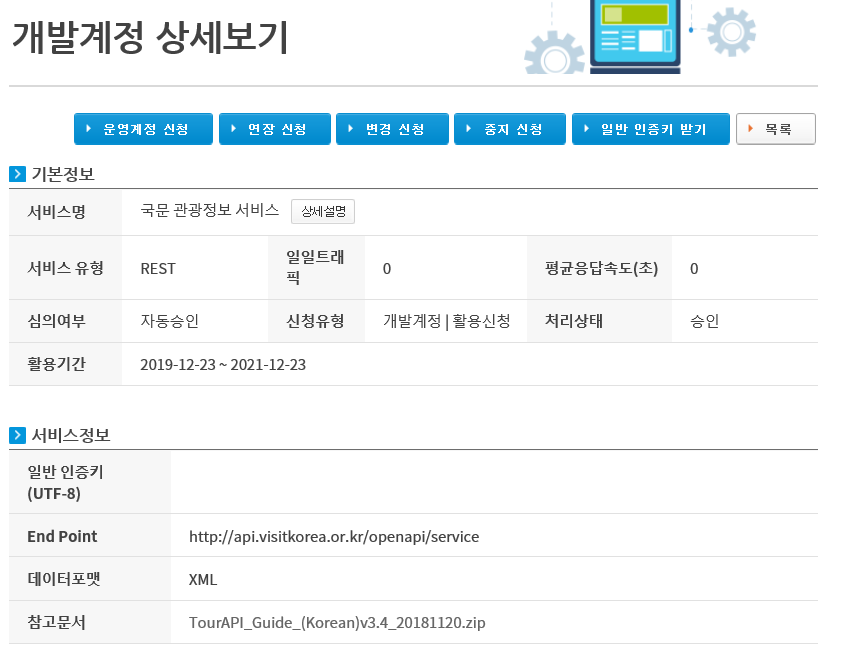 개발계정 상세보기
운영계정 신청 연장 신청 변경 신청 중지 신청 일반 인증키 받기 목록
기본정보
서비스명 국문 관광정보 서비스 상세설명
서비스 유형 REST 일일트래픽 0 평균응답속도(초) 0
심의여부 자동승인 신청유형 개발계정 | 활용신청 처리상태 승인
활용기간 2019-12-23 ~ 2021-12-23
서비스정보
일반 인증키
(UTF-8)
End Point http://api.visitkorea.or.kr/openapi/service
데이터포맷 XML
참고문서 TourAPI_Guide_(Korean)v3.4_20181120.zip